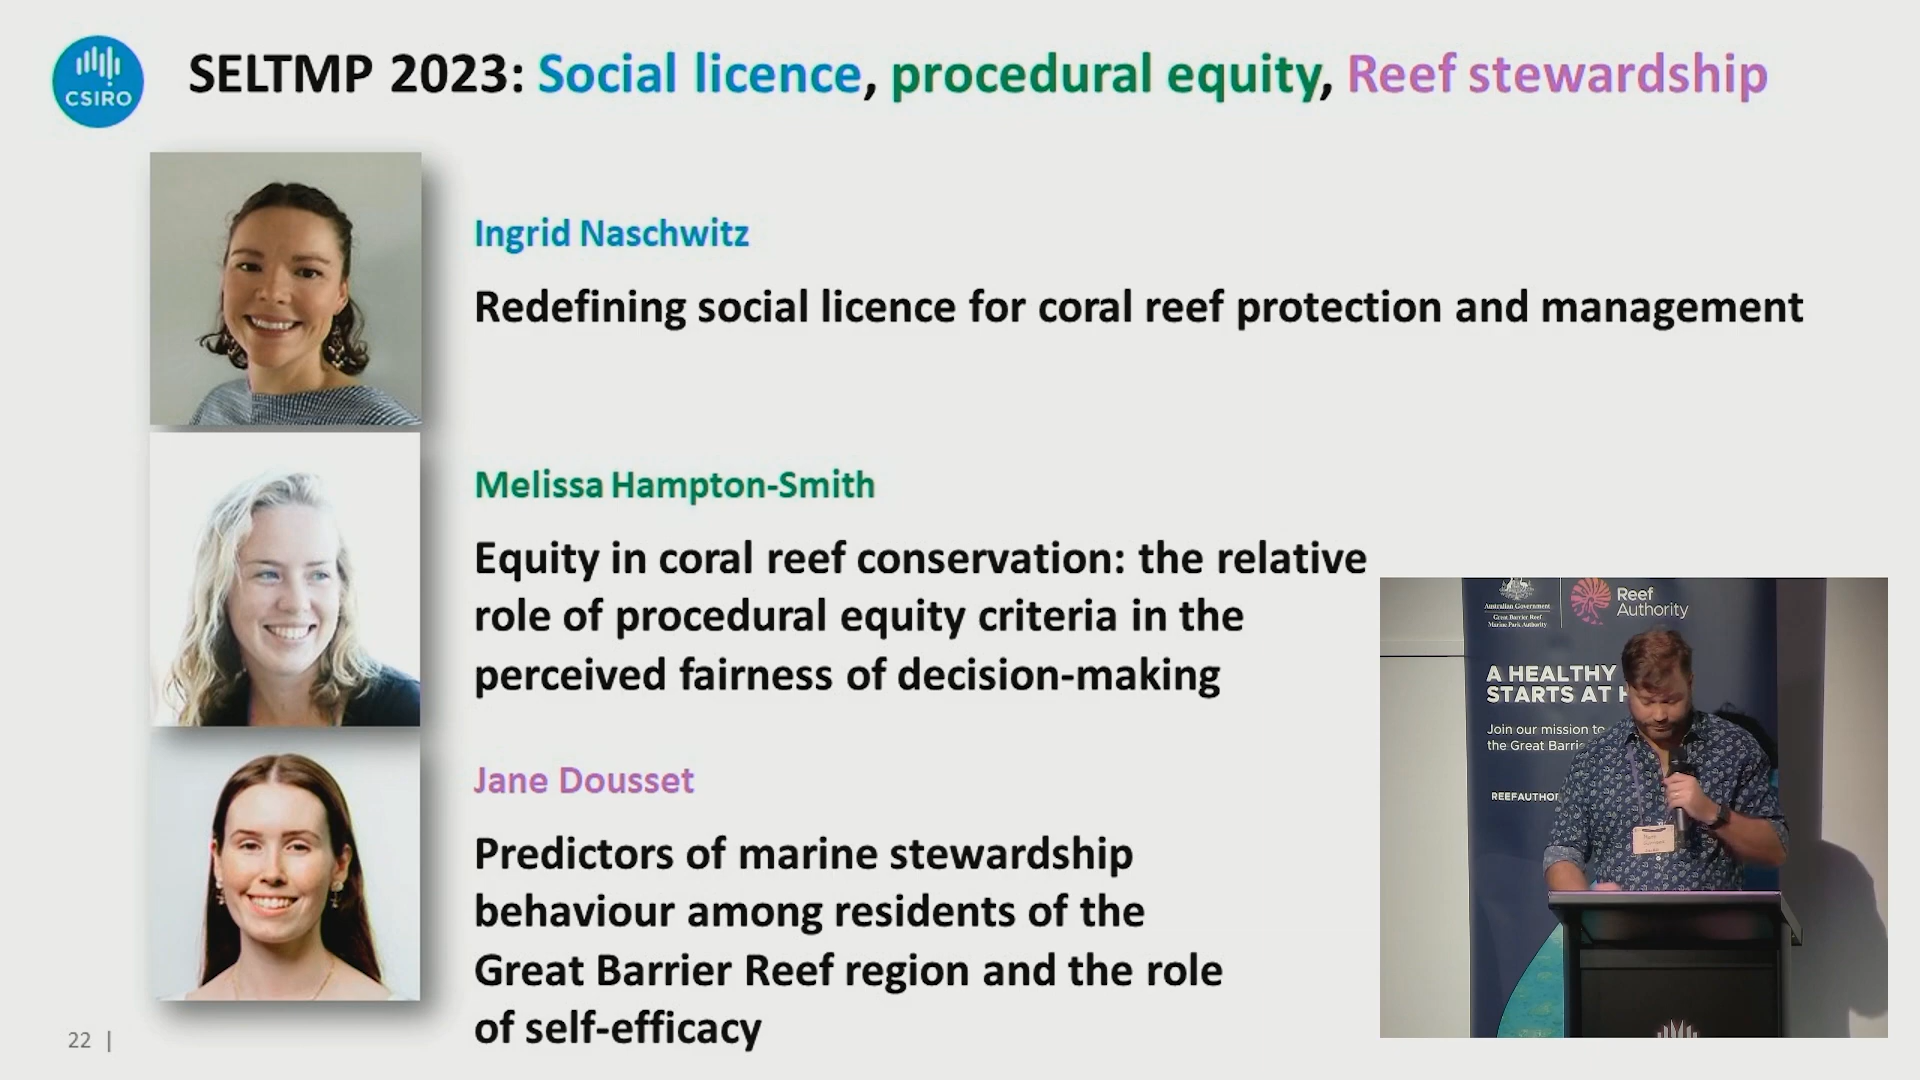 CSIRO
SELTMP 2023: Social licence, procedural equity, Reef stewardship
Ingrid Naschwitz
Redefining social licence for coral reef protection and management
Melissa Hampton-Smith
Equity in coral reef conservation: the relative
role of procedural equity criteria in the
perceived fairness of decision-making
Jane Dousset
Predictors of marine stewardship
behaviour among residents of the
Great Barrier Reef region and the role
of self-efficacy
22 |
Australian Government
Great Barrier Reef
Marine Park Authority
Reef
Authority
A HEALTHY
STARTS AT H
Join our mission to
the Great Barrie
REEFAUTHOR